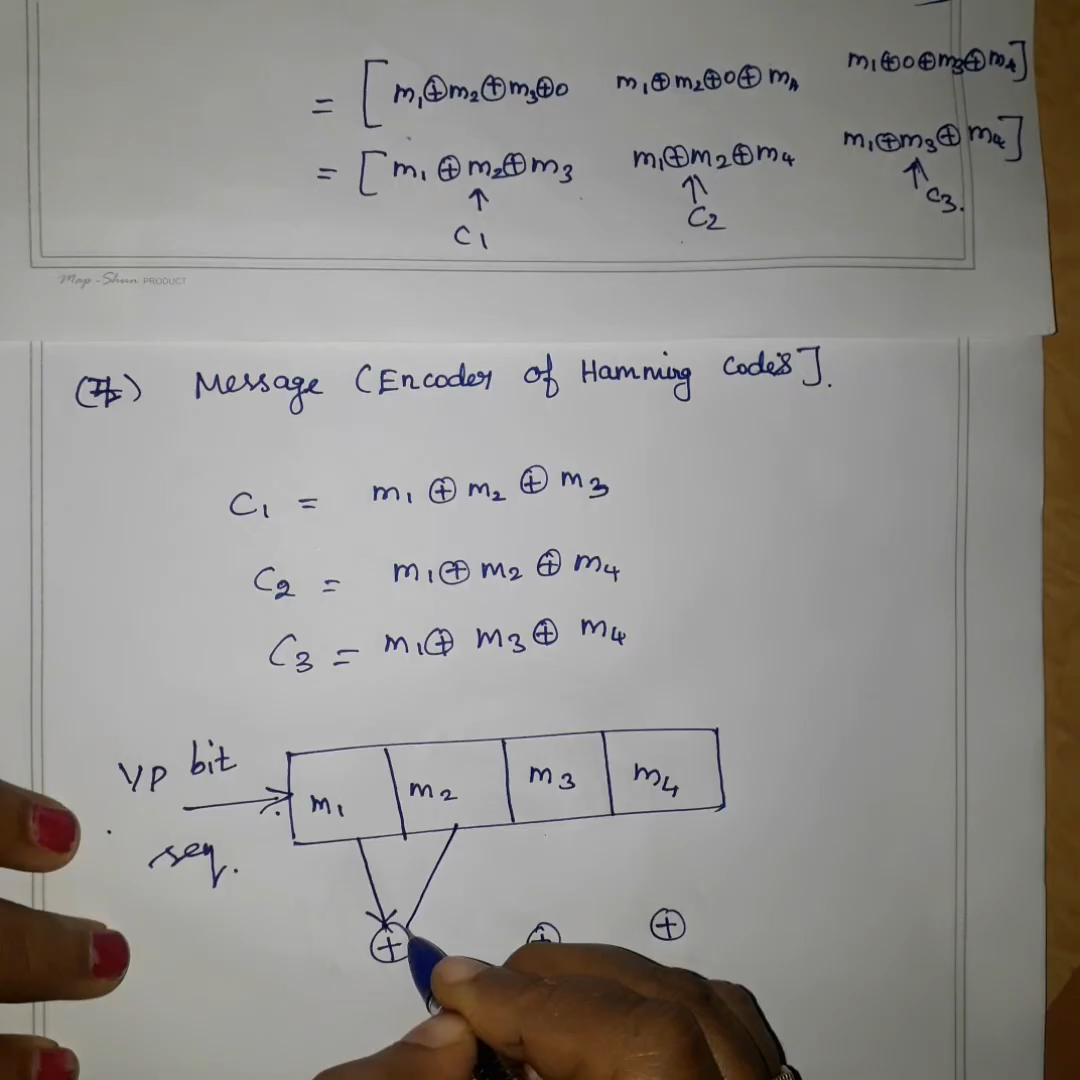 = [ m₁⊕m₂⊕m₃⊕0 m₁⊕m₂⊕0⊕m₄ m₁⊕0⊕m₃⊕m₄]
= [ m₁⊕m₂⊕m₃ m₁⊕m₂⊕m₄ m₁⊕m₃⊕m₄]
↑ ↑ ↑
C₁ C₂ C₃.
Map-Shun PRODUCT
Message (Encoder of Hamming Codes].
C₁ = m₁ ⊕ m₂ ⊕ m₃
C₂ = m₁⊕ m₂ ⊕ m₄
C₃ = m₁⊕ m₃⊕ m₄
I/P bit
m₁ m₂ m₃ m₄
seq.
⊕ ⊕ ⊕